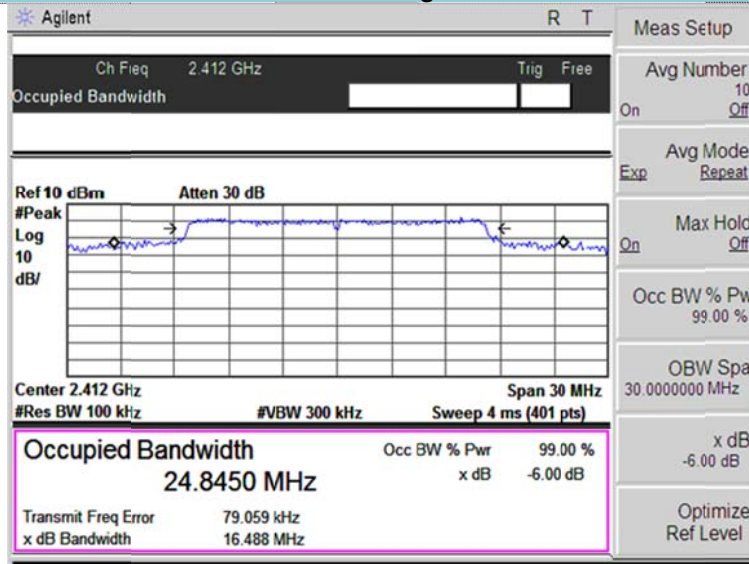 Agilent R T
Ch Freq 2.412 GHz Trig Free
Occupied Bandwidth
Ref 10 dBm Atten 30 dB
#Peak
Log
10
dB/
Center 2.412 GHz Span 30 MHz
#Res BW 100 kHz #VBW 300 kHz Sweep 4 ms (401 pts)
Occupied Bandwidth Occ BW % Pwr 99.00 %
24.8450 MHz x dB -6.00 dB
Transmit Freq Error 79.059 kHz
x dB Bandwidth 16.488 MHz
Meas Setup
Avg Number
10
On Off
Avg Mode
Exp Repeat
Max Hold
On Off
Occ BW % Pw
99.00 %
OBW Spa
30.0000000 MHz
x dB
-6.00 dB
Optimize
Ref Level